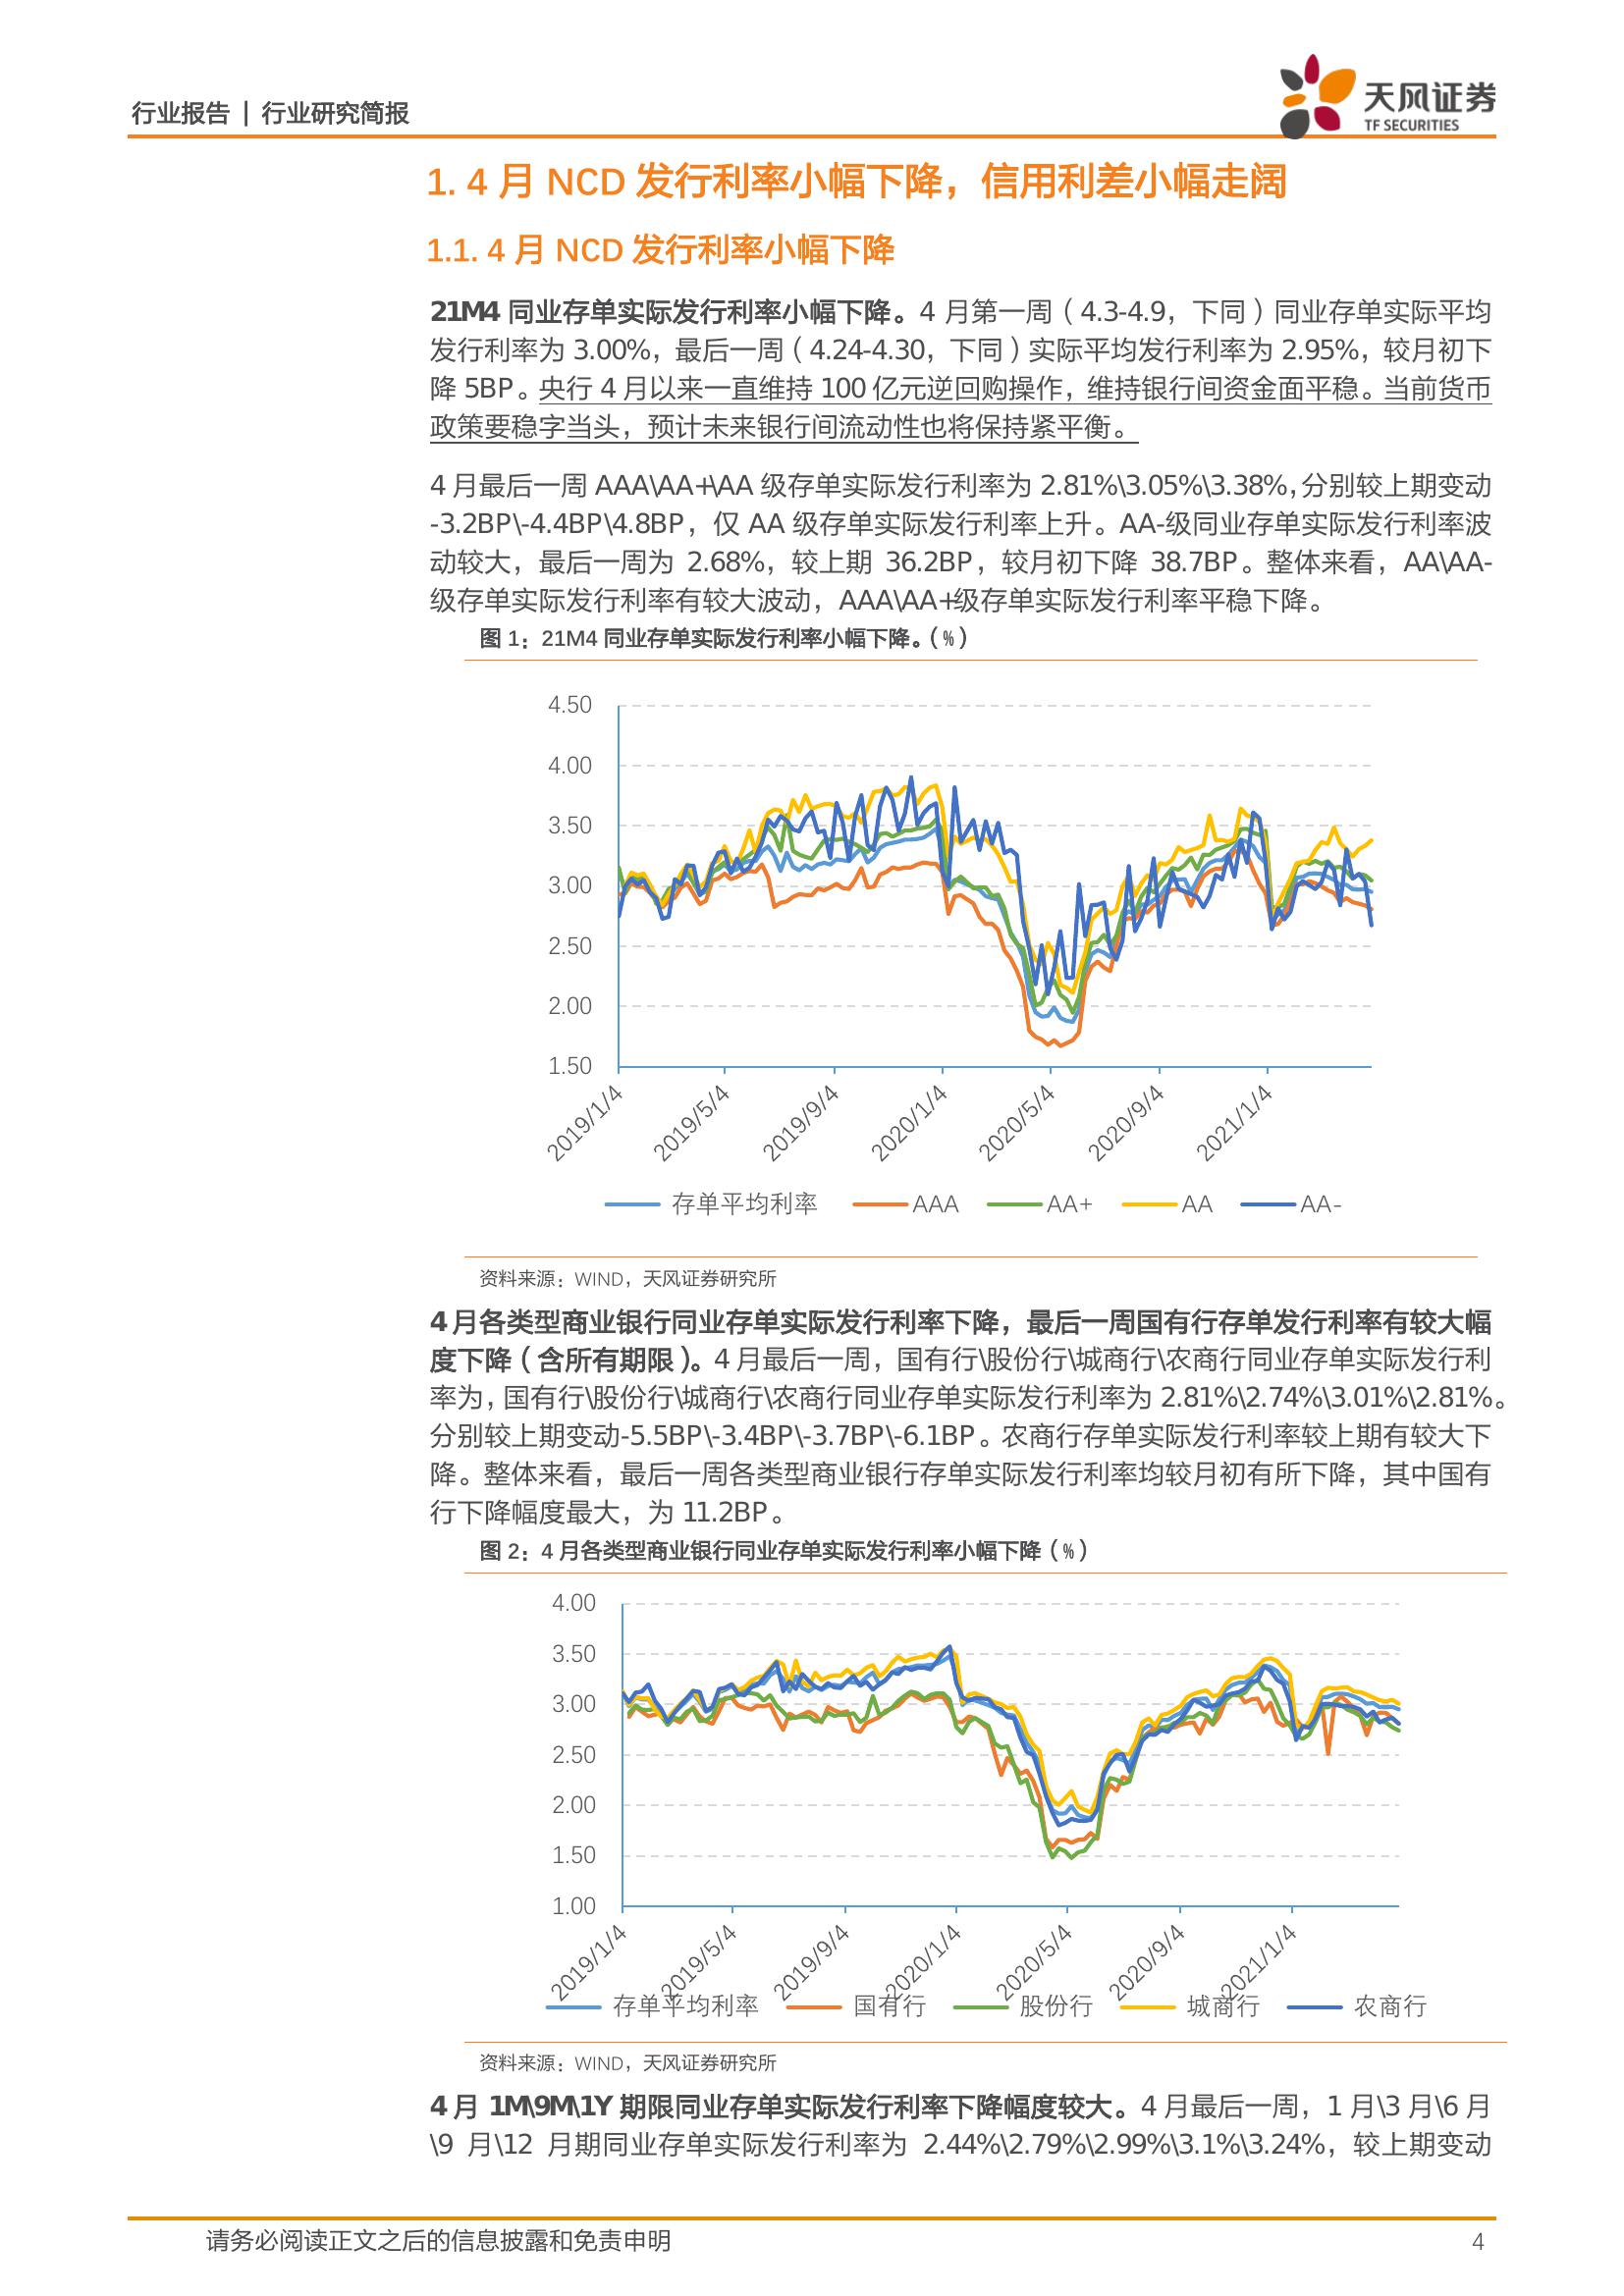 行业报告 | 行业研究简报
天风证券
TF SECURITIES
1. 4 月 NCD 发行利率小幅下降，信用利差小幅走阔
1.1. 4 月 NCD 发行利率小幅下降
21M4 同业存单实际发行利率小幅下降。4 月第一周（4.3-4.9，下同）同业存单实际平均
发行利率为 3.00%，最后一周（4.24-4.30，下同）实际平均发行利率为 2.95%，较月初下
降 5BP。央行 4 月以来一直维持 100 亿元逆回购操作，维持银行间资金面平稳。当前货币
政策要稳字当头，预计未来银行间流动性也将保持紧平衡。
4 月最后一周 AAA\AA+\AA 级存单实际发行利率为 2.81%\3.05%\3.38%，分别较上期变动
-3.2BP\-4.4BP\4.8BP，仅 AA 级存单实际发行利率上升。AA-级同业存单实际发行利率波
动较大，最后一周为 2.68%，较上期 36.2BP，较月初下降 38.7BP。整体来看，AA\AA-
级存单实际发行利率有较大波动，AAA\AA+级存单实际发行利率平稳下降。
图 1：21M4 同业存单实际发行利率小幅下降。（%）
4.50
4.00
3.50
3.00
2.50
2.00
1.50
2019/1/4
2019/5/4
2019/9/4
2020/1/4
2020/5/4
2020/9/4
2021/1/4
存单平均利率 AAA AA+ AA AA-
资料来源：WIND，天风证券研究所
4 月各类型商业银行同业存单实际发行利率下降，最后一周国有行存单发行利率有较大幅
度下降（含所有期限）。4 月最后一周，国有行\股份行\城商行\农商行同业存单实际发行利
率为，国有行\股份行\城商行\农商行同业存单实际发行利率为 2.81%\2.74%\3.01%\2.81%。
分别较上期变动-5.5BP\-3.4BP\-3.7BP\-6.1BP。农商行存单实际发行利率较上期有较大下
降。整体来看，最后一周各类型商业银行存单实际发行利率均较月初有所下降，其中国有
行下降幅度最大，为 11.2BP。
图 2：4 月各类型商业银行同业存单实际发行利率小幅下降（%）
4.00
3.50
3.00
2.50
2.00
1.50
1.00
2019/1/4
2019/5/4
2019/9/4
2020/1/4
2020/5/4
2020/9/4
2021/1/4
存单平均利率 国有行 股份行 城商行 农商行
资料来源：WIND，天风证券研究所
4 月 1M\9M\1Y 期限同业存单实际发行利率下降幅度较大。4 月最后一周，1 月\3 月\6 月
\9 月\12 月期同业存单实际发行利率为 2.44%\2.79%\2.99%\3.1%\3.24%，较上期变动
请务必阅读正文之后的信息披露和免责申明
4